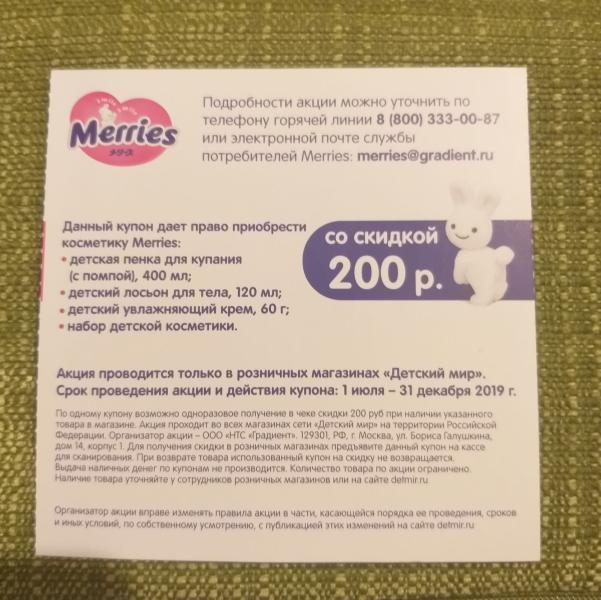 Подробности акции можно уточнить по
телефону горячей линии 8 (800) 333-00-87
или электронной почте службы
потребителей Merries: merries@gradient.ru
Merries
メリーズ
Данный купон дает право приобрести
косметику Merries:
• детская пенка для купания
(с помпой), 400 мл;
• детский лосьон для тела, 120 мл;
• детский увлажняющий крем, 60 г;
• набор детской косметики.
со скидкой
200 р.
Акция проводится только в розничных магазинах «Детский мир».
Срок проведения акции и действия купона: 1 июля – 31 декабря 2019 г.
По одному купону возможно одноразовое получение в чеке скидки 200 руб при наличии указанного
товара в магазине. Акция проходит во всех магазинах сети «Детский мир» на территории Российской
Федерации. Организатор акции – ООО «НТС «Градиент». 129301, РФ, г. Москва, ул. Бориса Галушкина,
дом 14, корпус 1. Для получения скидки в розничных магазинах предъявите данный купон на кассе
для сканирования. При возврате товара использованный купон на скидку не возвращается.
Выдача наличных денег по купонам не производится. Количество товара по акции ограничено.
Наличие товара уточняйте у сотрудников розничных магазинов или на сайте detmir.ru
Организатор акции вправе изменять правила акции в части, касающейся порядка ее проведения, сроков
и иных условий, по собственному усмотрению, с публикацией этих изменений на сайте detmir.ru